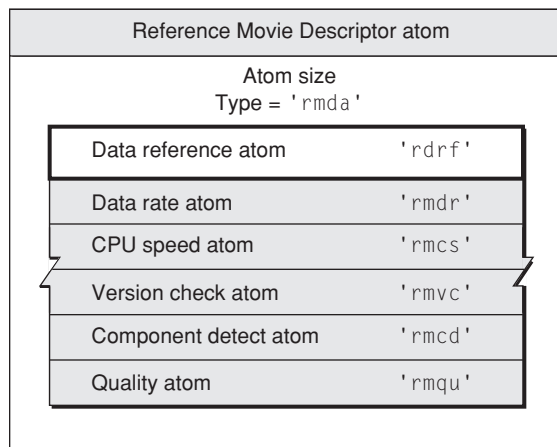 Reference Movie Descriptor atom
Atom size
Type = 'rmda'
Data reference atom 'rdrf'
Data rate atom 'rmdr'
CPU speed atom 'rmcs'
Version check atom 'rmvc'
Component detect atom 'rmcd'
Quality atom 'rmqu'